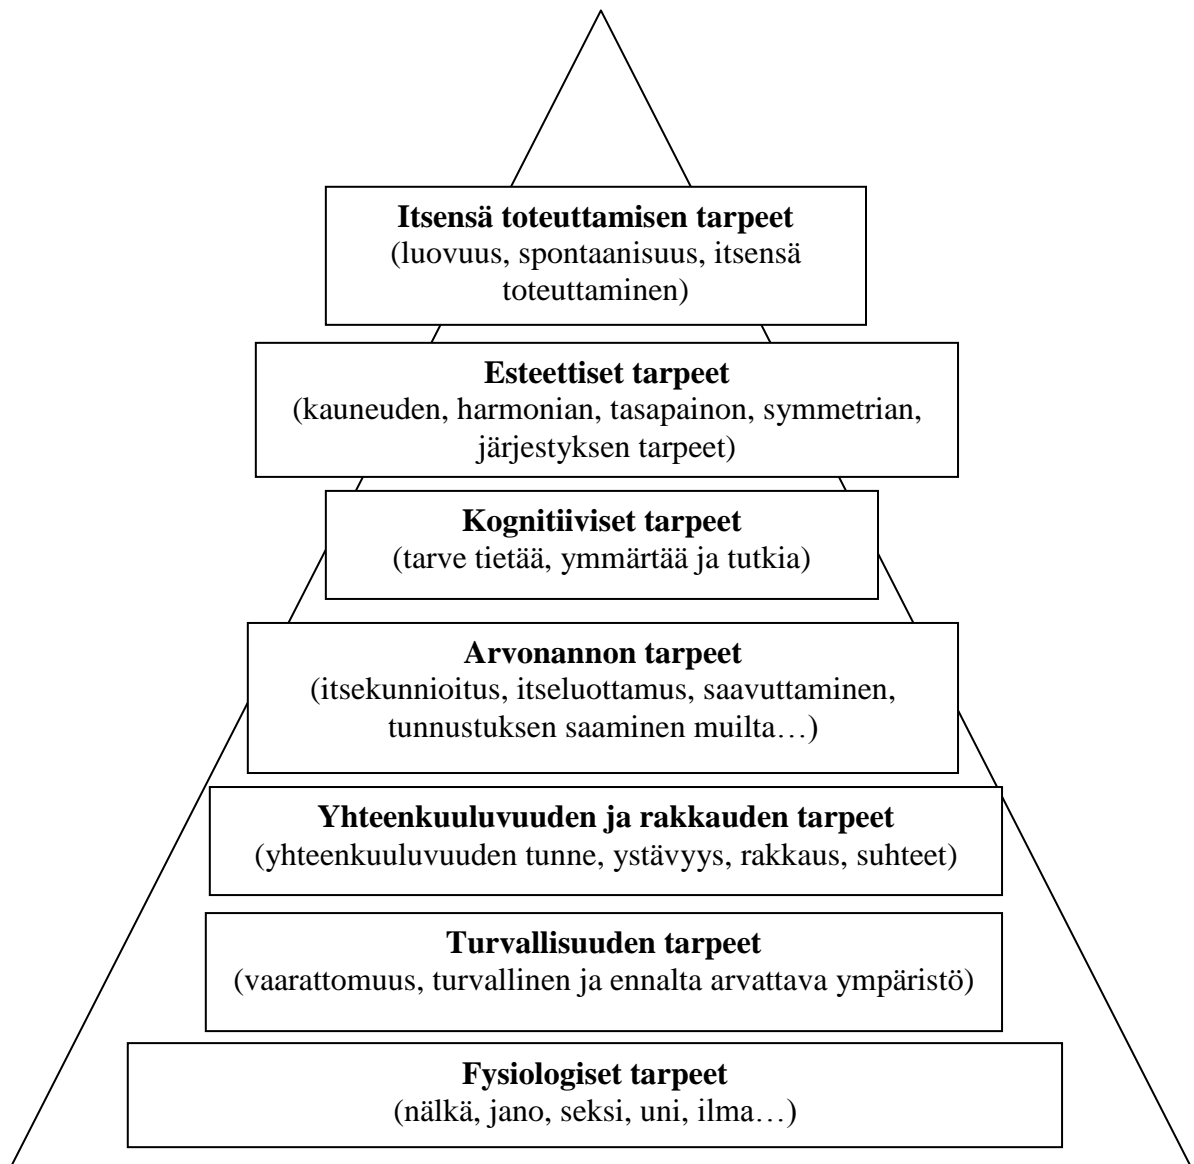 Itsensä toteuttamisen tarpeet
(luovuus, spontaanisuus, itsensä
toteuttaminen)
Esteettiset tarpeet
(kauneuden, harmonian, tasapainon, symmetrian,
järjestyksen tarpeet)
Kognitiiviset tarpeet
(tarve tietää, ymmärtää ja tutkia)
Arvonannon tarpeet
(itsekunnioitus, itseluottamus, saavuttaminen,
tunnustuksen saaminen muilta…)
Yhteenkuuluvuuden ja rakkauden tarpeet
(yhteenkuuluvuuden tunne, ystävyys, rakkaus, suhteet)
Turvallisuuden tarpeet
(vaarattomuus, turvallinen ja ennalta arvattava ympäristö)
Fysiologiset tarpeet
(nälkä, jano, seksi, uni, ilma…)